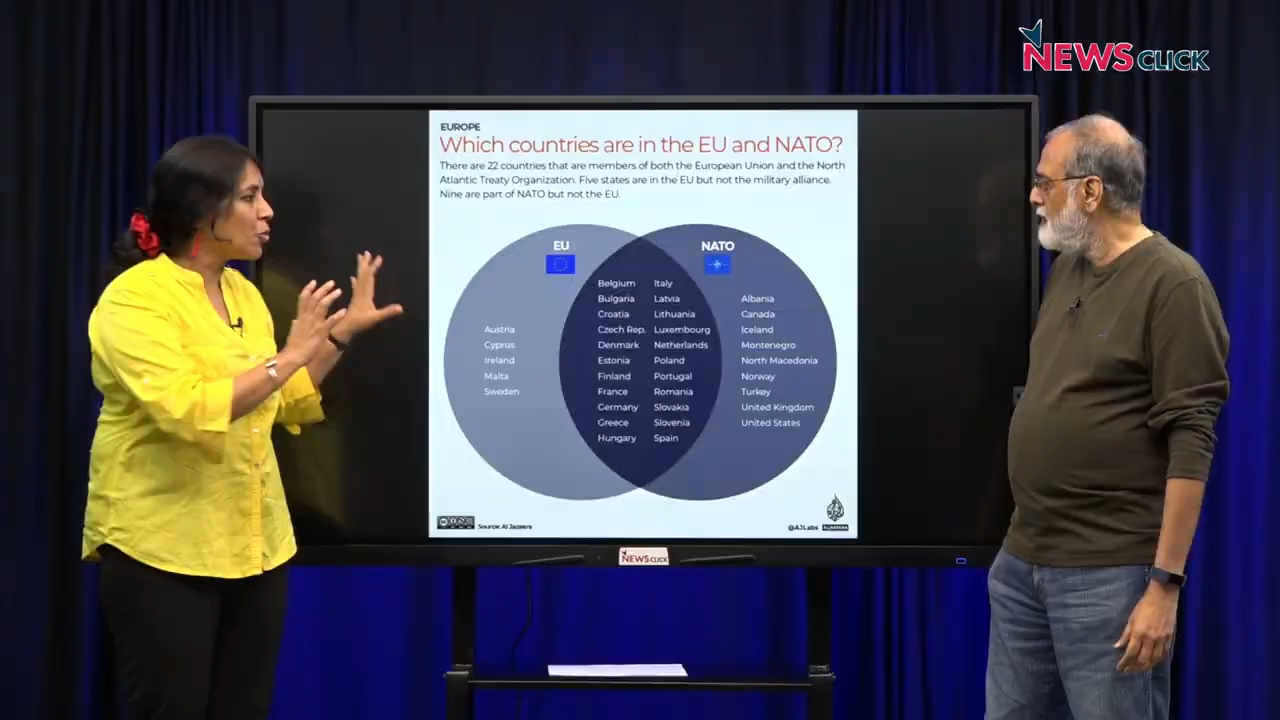 NEWSCLICK
EUROPE
Which countries are in the EU and NATO?
There are 22 countries that are members of both the European Union and the North
Atlantic Treaty Organization. Five states are in the EU but not the military alliance.
Nine are part of NATO but not the EU.
EU
Austria
Cyprus
Ireland
Malta
Sweden
Belgium
Bulgaria
Croatia
Czech Rep.
Denmark
Estonia
Finland
France
Germany
Greece
Hungary
Italy
Latvia
Lithuania
Luxembourg
Netherlands
Poland
Portugal
Romania
Slovakia
Slovenia
Spain
NATO
Albania
Canada
Iceland
Montenegro
North Macedonia
Norway
Turkey
United Kingdom
United States
Source: Al Jazeera
@AJLabs
ALJAZEERA
NEWSCLICK